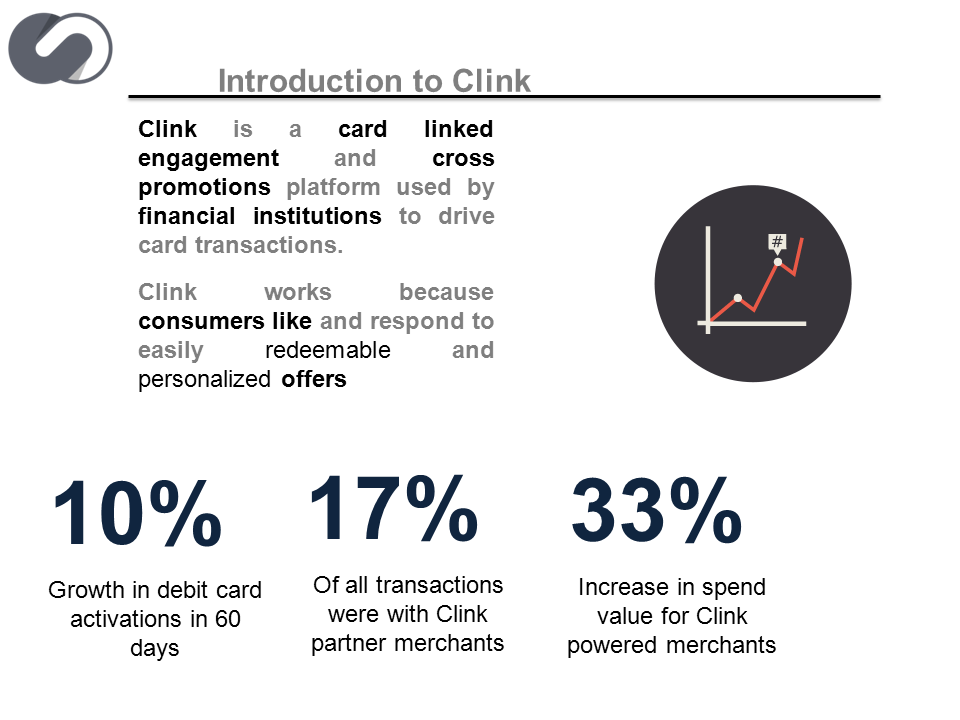 Introduction to Clink
Clink is a card linked
engagement and cross
promotions platform used by
financial institutions to drive
card transactions.
Clink works because
consumers like and respond to
easily redeemable and
personalized offers
#
10%
Growth in debit card
activations in 60
days
17%
Of all transactions
were with Clink
partner merchants
33%
Increase in spend
value for Clink
powered merchants